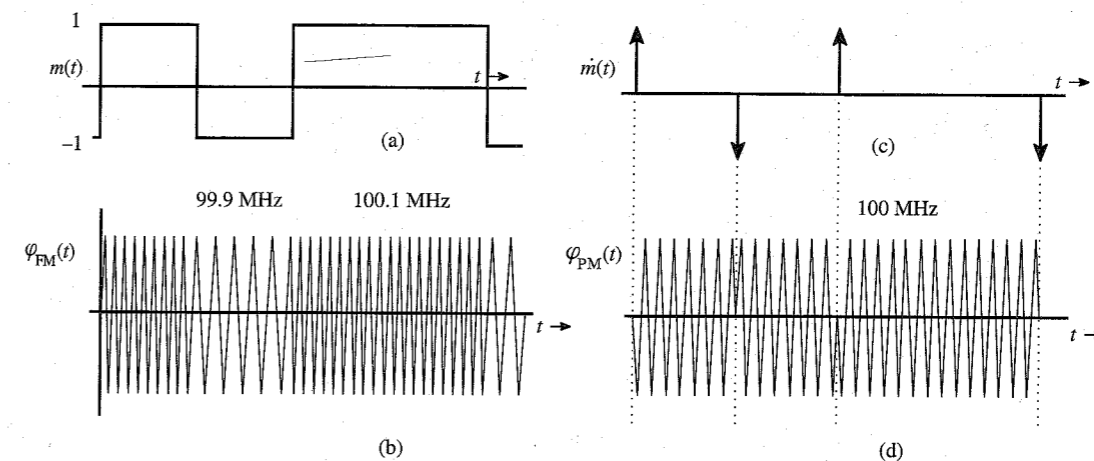 1
m(t)
t →
−1
(a)
ṁ(t)
t →
(c)
99.9 MHz
100.1 MHz
φFM(t)
t →
(b)
100 MHz
φPM(t)
t −
(d)